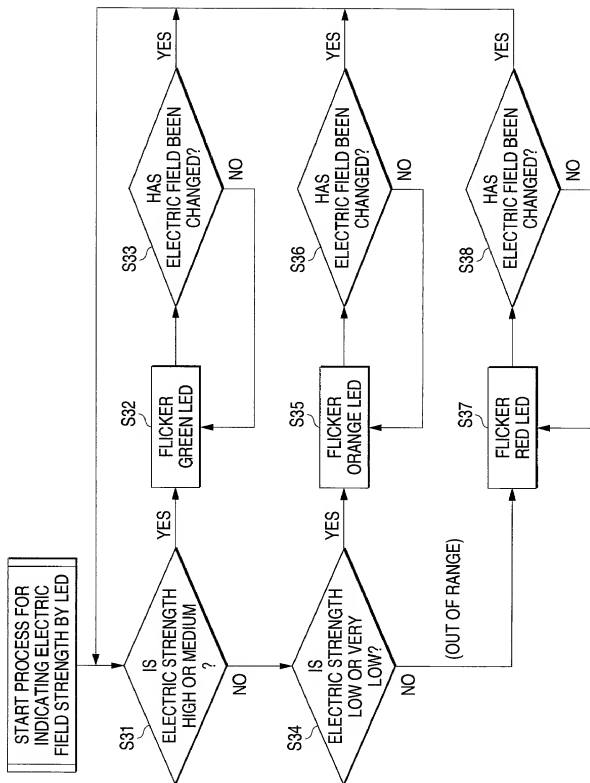 START PROCESS FOR
INDICATING ELECTRIC
FIELD STRENGTH BY LED
S31
IS
ELECTRIC STRENGTH
HIGH OR MEDIUM
?
YES
NO
S32
FLICKER
GREEN LED
S33
HAS
ELECTRIC FIELD BEEN
CHANGED?
YES
NO
S34
IS
ELECTRIC STRENGTH
LOW OR VERY
LOW?
YES
NO
S35
FLICKER
ORANGE LED
S36
HAS
ELECTRIC FIELD BEEN
CHANGED?
YES
NO
(OUT OF RANGE)
S37
FLICKER
RED LED
S38
HAS
ELECTRIC FIELD BEEN
CHANGED?
YES
NO